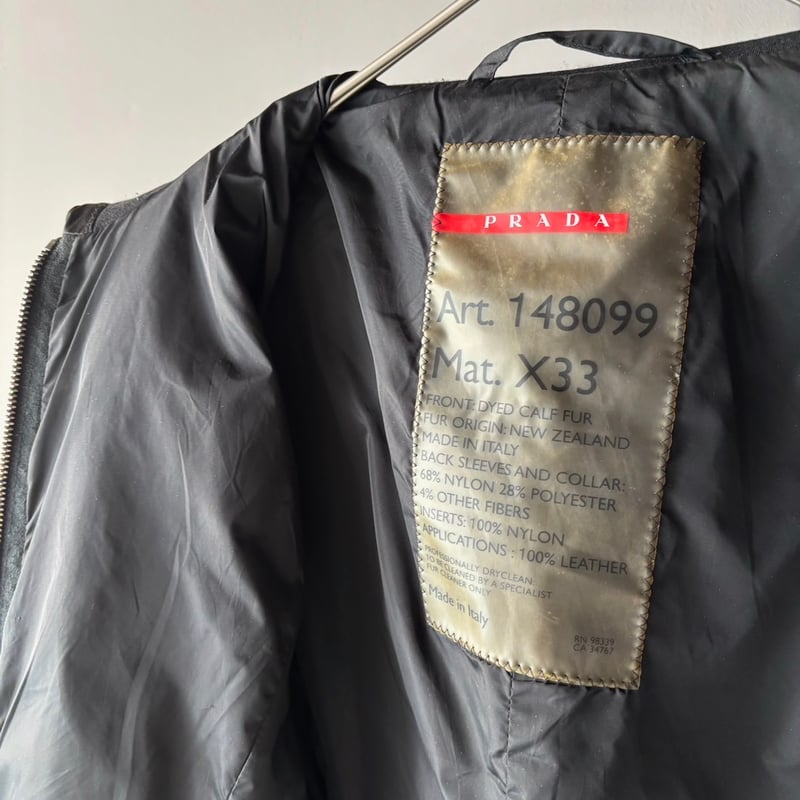 PRADA
Art. 148099
Mat. X33
FRONT: DYED CALF FUR
FUR ORIGIN: NEW ZEALAND
MADE IN ITALY
BACK SLEEVES AND COLLAR:
68% NYLON 28% POLYESTER
4% OTHER FIBERS
INSERTS: 100% NYLON
APPLICATIONS : 100% LEATHER
PROFESSIONALLY DRYCLEAN
TO BE CLEANED BY A SPECIALIST
FUR CLEANER ONLY
Made in Italy
RN 98339
CA 34767